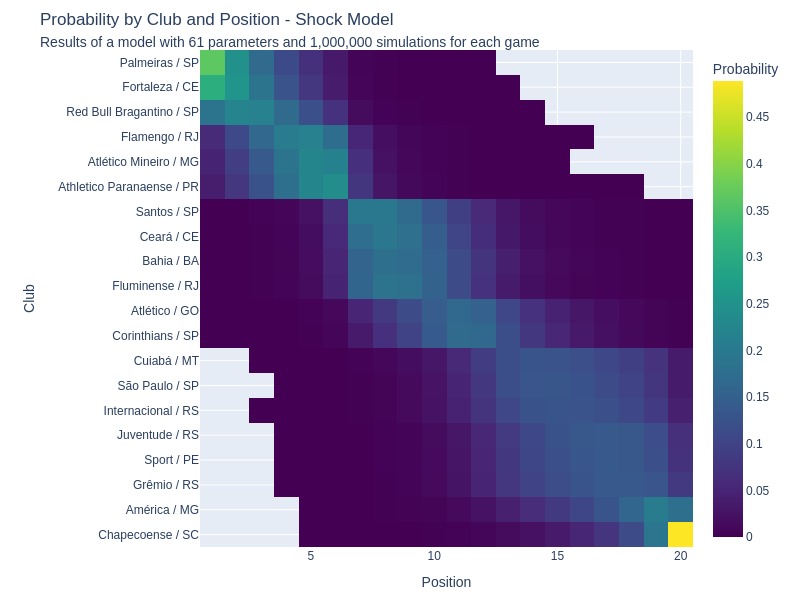 Probability by Club and Position - Shock Model
Results of a model with 61 parameters and 1,000,000 simulations for each game
Probability
Palmeiras / SP
Fortaleza / CE
Red Bull Bragantino / SP
Flamengo / RJ
Atlético Mineiro / MG
Athletico Paranaense / PR
Santos / SP
Ceará / CE
Bahia / BA
Fluminense / RJ
Atlético / GO
Corinthians / SP
Cuiabá / MT
São Paulo / SP
Internacional / RS
Juventude / RS
Sport / PE
Grêmio / RS
América / MG
Chapecoense / SC
Club
5
10
15
20
Position
0.45
0.4
0.35
0.3
0.25
0.2
0.15
0.1
0.05
0